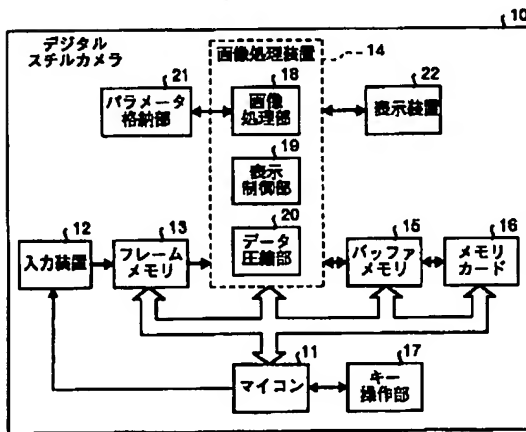 10
デジタル
スチルカメラ
画像処理装置
14
21
パラメータ
格納部
18
画像
処理部
22
表示装置
19
表示
制御部
12
入力装置
13
フレーム
メモリ
20
データ
圧縮部
15
バッファ
メモリ
16
メモリ
カード
11
マイコン
17
キー
操作部